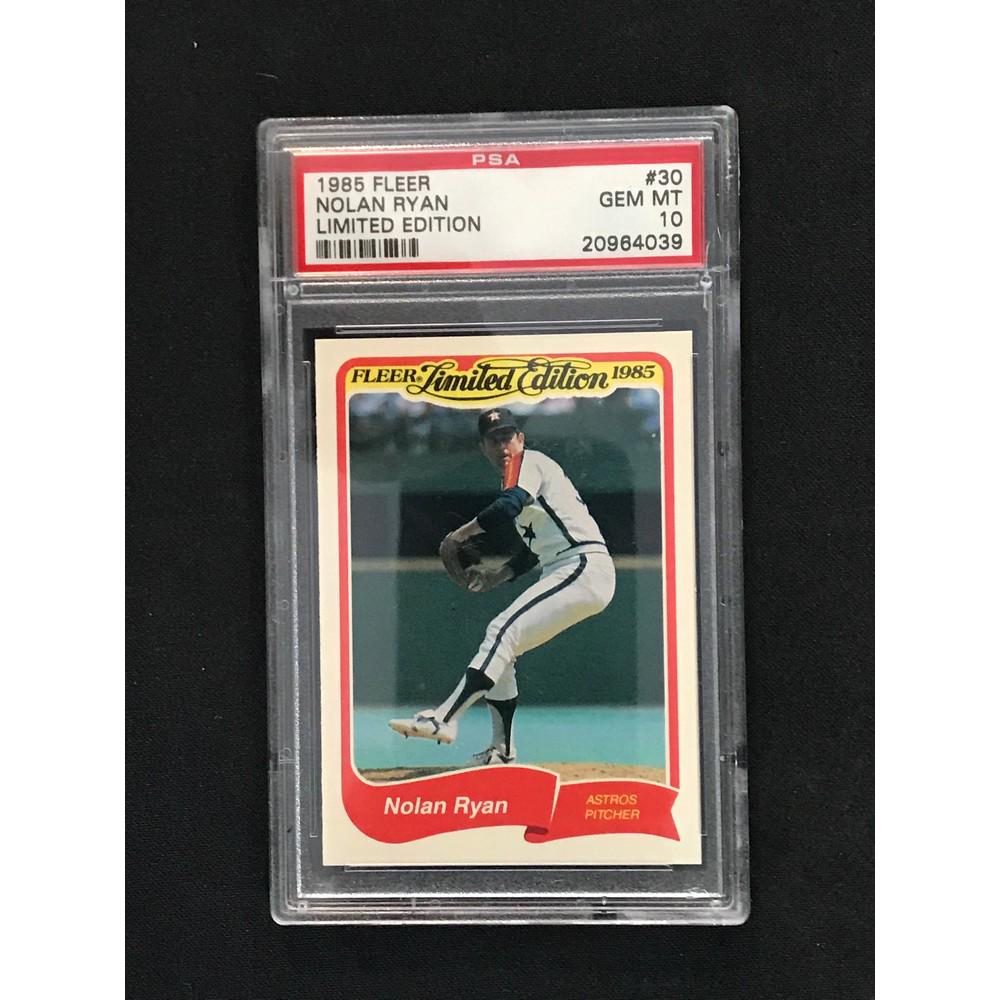 PSA
1985 FLEER #30
NOLAN RYAN GEM MT
LIMITED EDITION 10
20964039
FLEER® Limited Edition 1985
Nolan Ryan
ASTROS
PITCHER